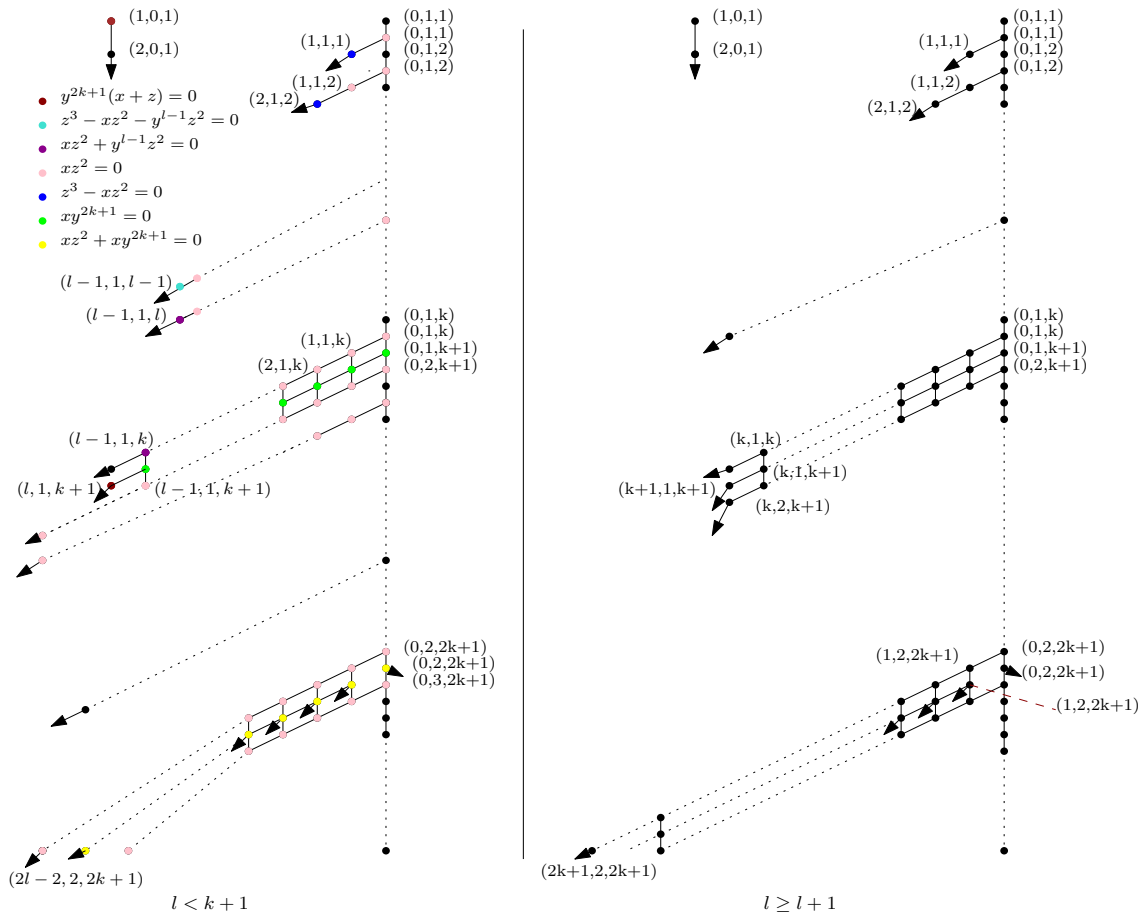 (1,0,1)
(2,0,1)
(0,1,1)
(0,1,1)
(0,1,2)
(0,1,2)
(1,1,1)
(1,1,2)
(2,1,2)
y^{2k+1}(x + z) = 0
z^3 − xz^2 − y^{l−1}z^2 = 0
xz^2 + y^{l−1}z^2 = 0
xz^2 = 0
z^3 − xz^2 = 0
xy^{2k+1} = 0
xz^2 + xy^{2k+1} = 0
(l − 1, 1, l − 1)
(l − 1, 1, l)
(0,1,k)
(0,1,k)
(0,1,k+1)
(0,2,k+1)
(1,1,k)
(2,1,k)
(l − 1, 1, k)
(l, 1, k + 1)
(l − 1, 1, k + 1)
(0,2,2k+1)
(0,2,2k+1)
(0,3,2k+1)
(2l − 2, 2, 2k + 1)
l < k + 1
(1,0,1)
(2,0,1)
(0,1,1)
(0,1,1)
(0,1,2)
(0,1,2)
(1,1,1)
(1,1,2)
(2,1,2)
(0,1,k)
(0,1,k)
(0,1,k+1)
(0,2,k+1)
(k,1,k)
(k,1,k+1)
(k+1,1,k+1)
(k,2,k+1)
(0,2,2k+1)
(1,2,2k+1)
(0,2,2k+1)
(1,2,2k+1)
(2k+1,2,2k+1)
l ≥ l + 1